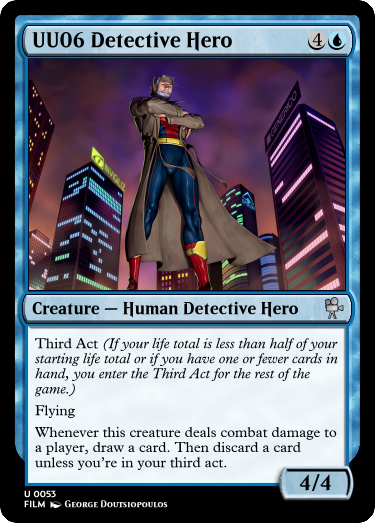 UU06 Detective Hero
4
GENERICO
Creature — Human Detective Hero
Third Act (If your life total is less than half of your
starting life total or if you have one or fewer cards in
hand, you enter the Third Act for the rest of the
game.)
Flying
Whenever this creature deals combat damage to
a player, draw a card. Then discard a card
unless you're in your third act.
4/4
U 0053
FILM GEORGE DOUTSIOPOULOS